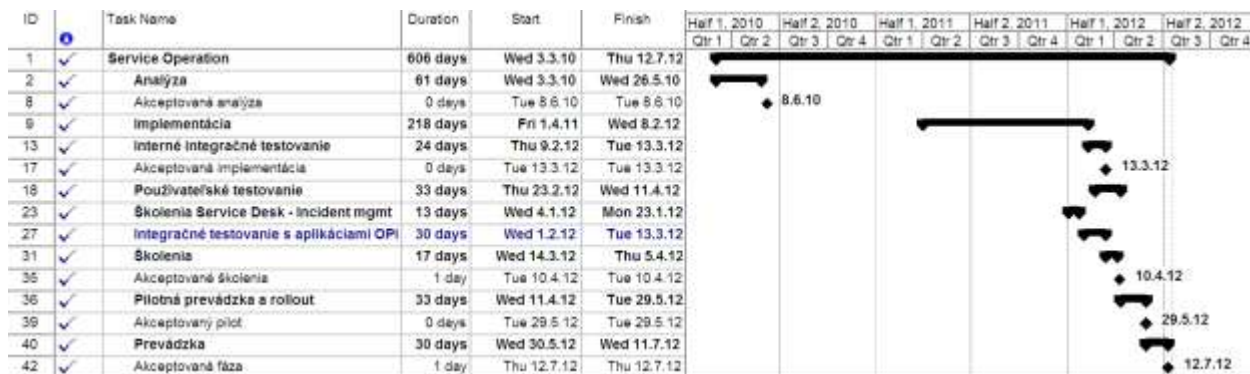 ID Task Name Duration Start Finish Half 1, 2010 Half 2, 2010 Half 1, 2011 Half 2, 2011 Half 1, 2012 Half 2, 2012
Qtr 1 Qtr 2 Qtr 3 Qtr 4 Qtr 1 Qtr 2 Qtr 3 Qtr 4 Qtr 1 Qtr 2 Qtr 3 Qtr 4
1 Service Operation 606 days Wed 3.3.10 Thu 12.7.12
2 Analýza 61 days Wed 3.3.10 Wed 26.5.10
8 Akceptovaná analýza 0 days Tue 8.6.10 Tue 8.6.10 8.6.10
9 Implementácia 218 days Fri 1.4.11 Wed 8.2.12
13 Interné integračné testovanie 24 days Thu 9.2.12 Tue 13.3.12
17 Akceptovaná implementácia 0 days Tue 13.3.12 Tue 13.3.12 13.3.12
18 Používateľské testovanie 33 days Thu 23.2.12 Wed 11.4.12
23 Školenia Service Desk - Incident mgmt 13 days Wed 4.1.12 Mon 23.1.12
27 Integračné testovanie s aplikáciami OPI 30 days Wed 1.2.12 Tue 13.3.12
31 Školenia 17 days Wed 14.3.12 Thu 5.4.12
35 Akceptované školenia 1 day Tue 10.4.12 Tue 10.4.12 10.4.12
36 Pilotná prevádzka a rollout 33 days Wed 11.4.12 Tue 29.5.12
39 Akceptovaný pilot 0 days Tue 29.5.12 Tue 29.5.12 29.5.12
40 Prevádzka 30 days Wed 30.5.12 Wed 11.7.12
42 Akceptovaná fáza 1 day Thu 12.7.12 Thu 12.7.12 12.7.12